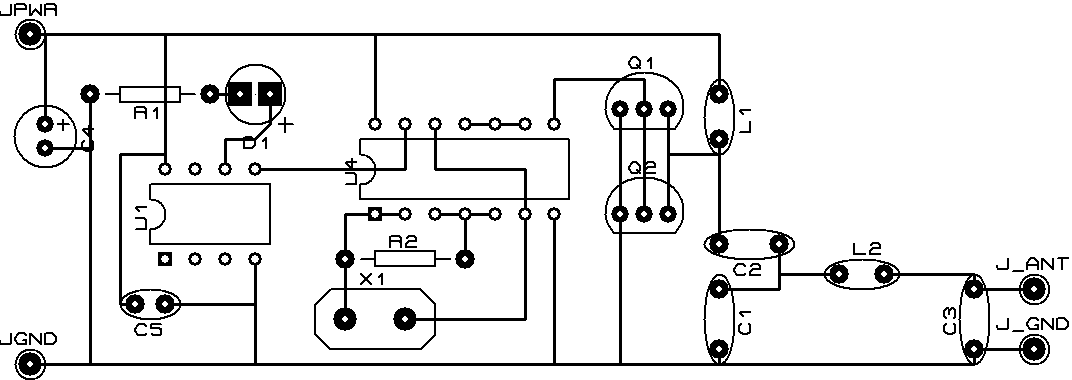 JPWR
Q1
R1
C4
+
L1
D1
+
U4
Q2
U1
R2
X1
C2
L2
J_ANT
C5
C1
C3
J_GND
JGND